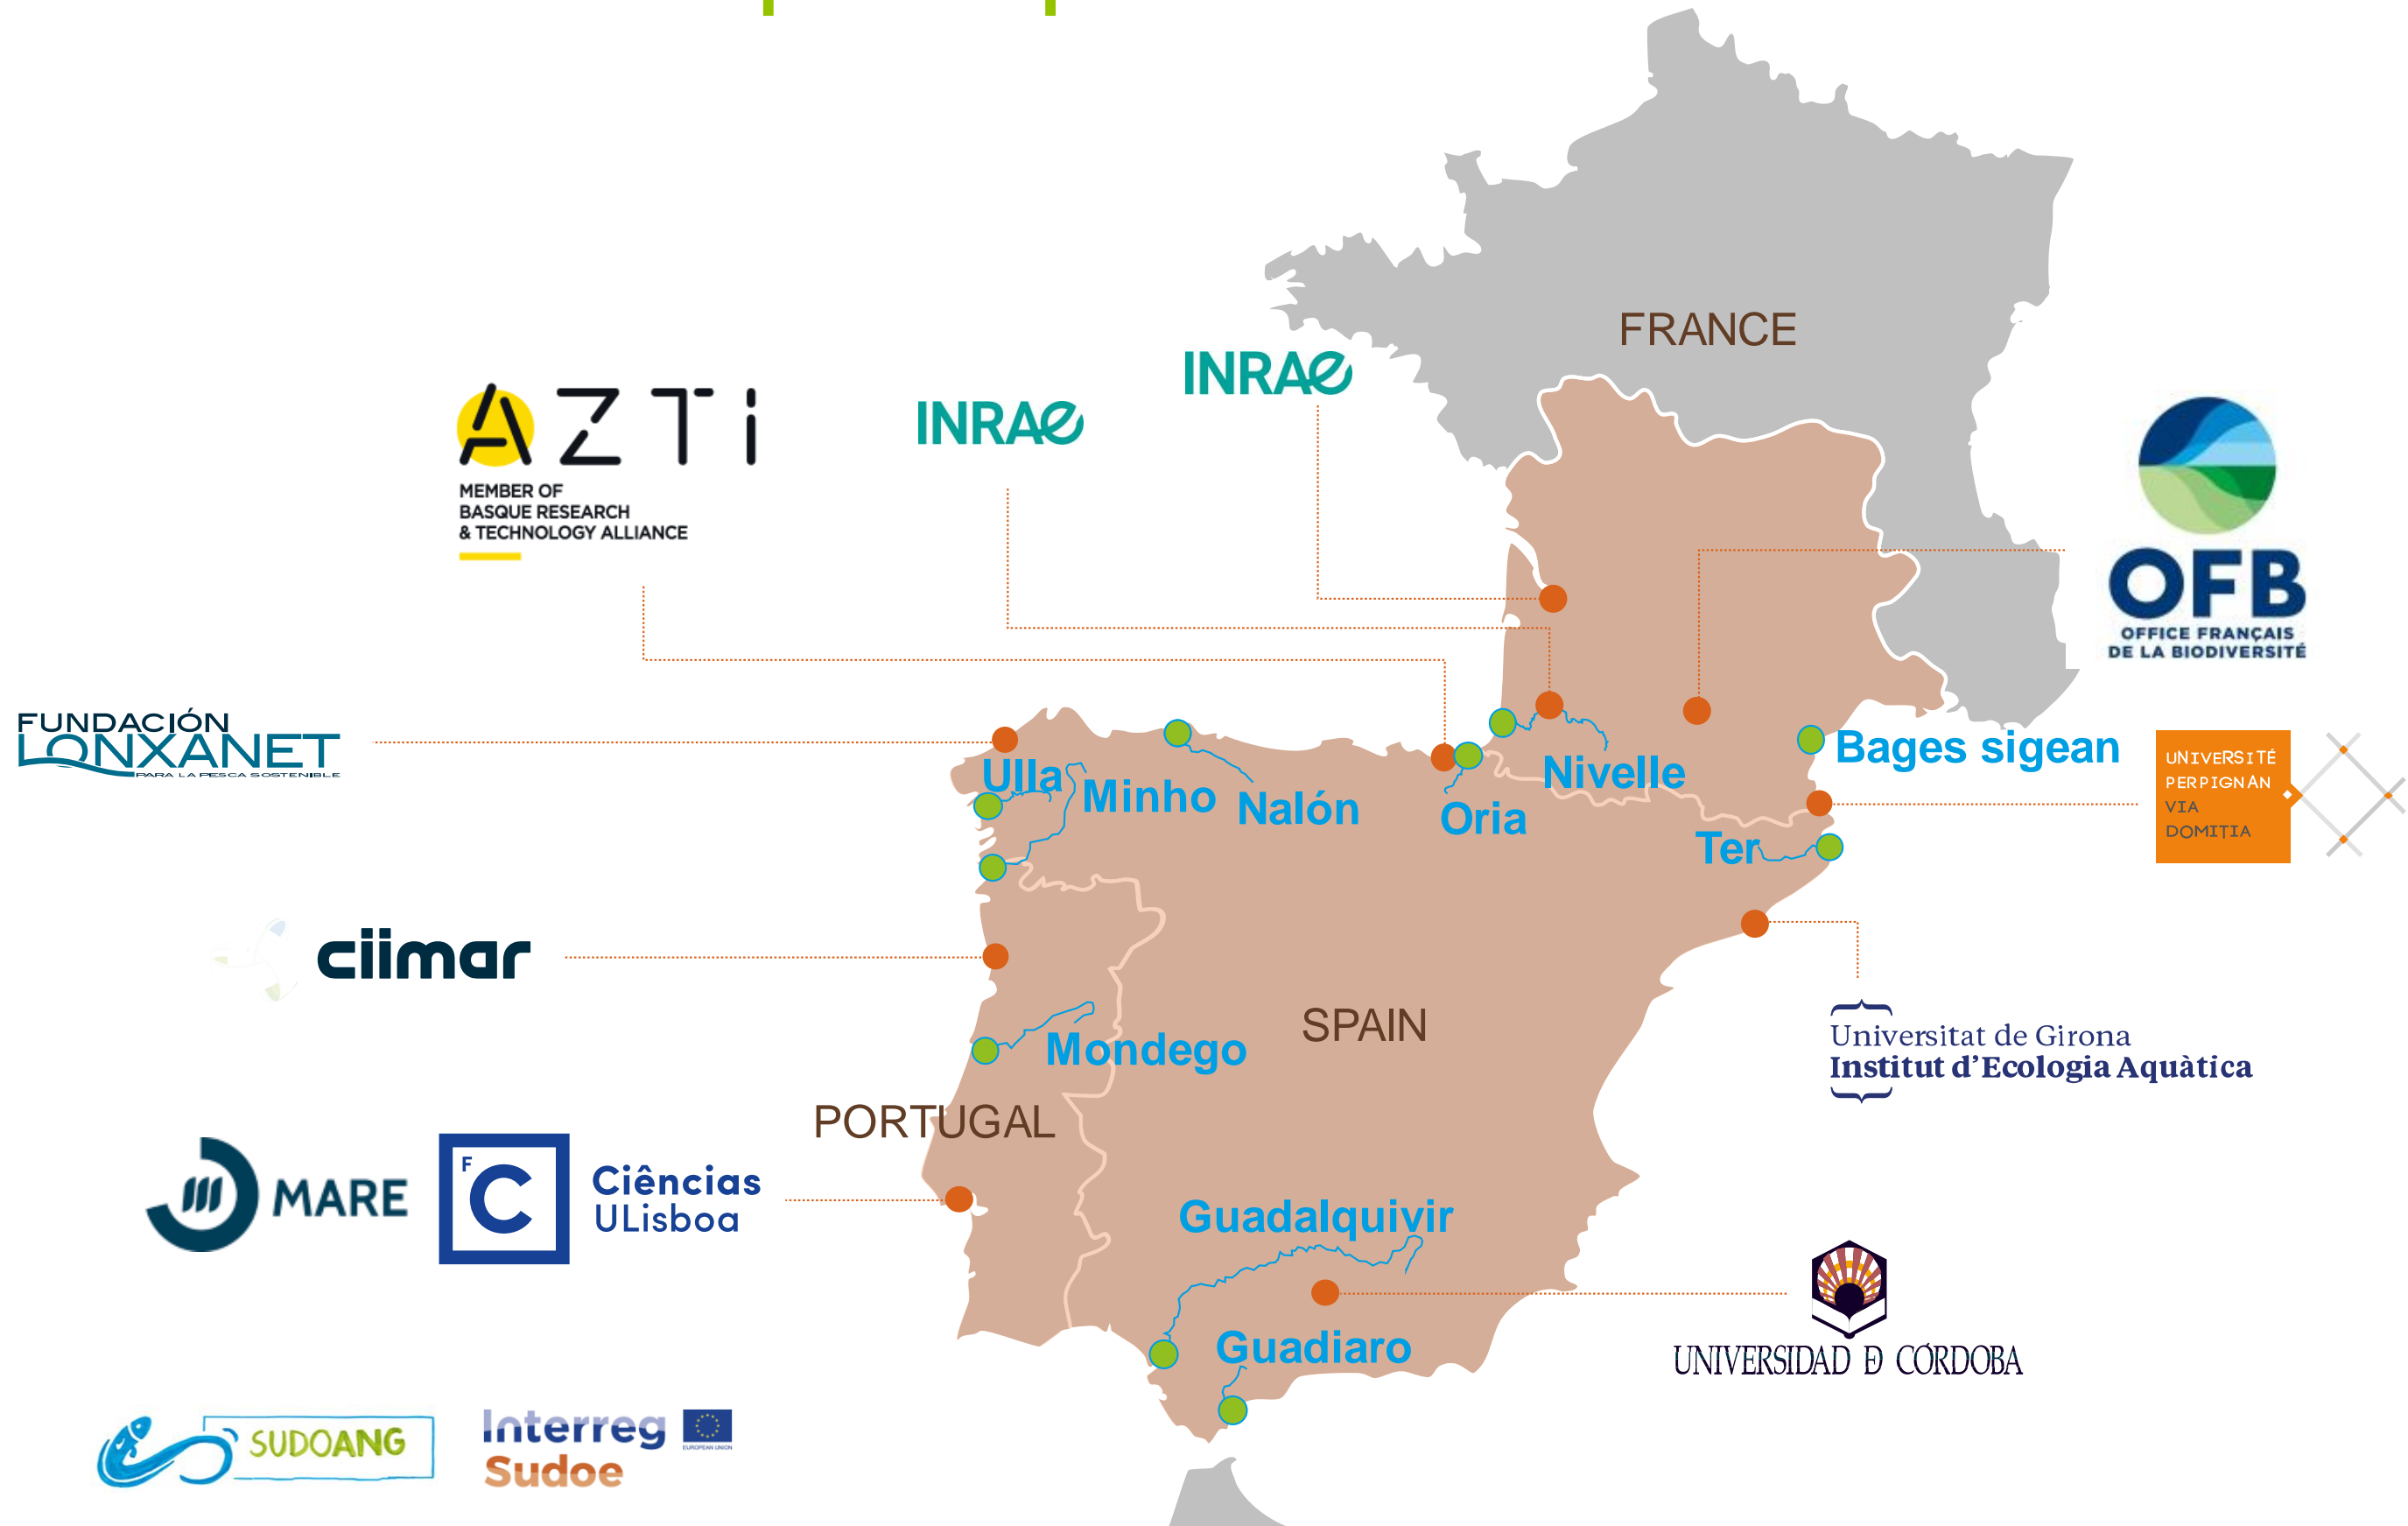 FRANCE
INRAE
INRAE
AZTi
MEMBER OF
BASQUE RESEARCH
& TECHNOLOGY ALLIANCE
OFB
OFFICE FRANÇAIS
DE LA BIODIVERSITÉ
FUNDACIÓN
LONXANET
PARA LA PESCA SOSTENIBLE
Ulla
Minho
Nalón
Oria
Nivelle
Bages sigean
Ter
UNIVERSITÉ
PERPIGNAN
VIA
DOMITIA
ciimar
SPAIN
Mondego
Universitat de Girona
Institut d'Ecologia Aquàtica
PORTUGAL
MARE
F
C
Ciências
ULisboa
Guadalquivir
Guadiaro
UNIVERSIDAD Ð CÓRDOBA
SUDOANG
Interreg
EUROPEAN UNION
Sudoe